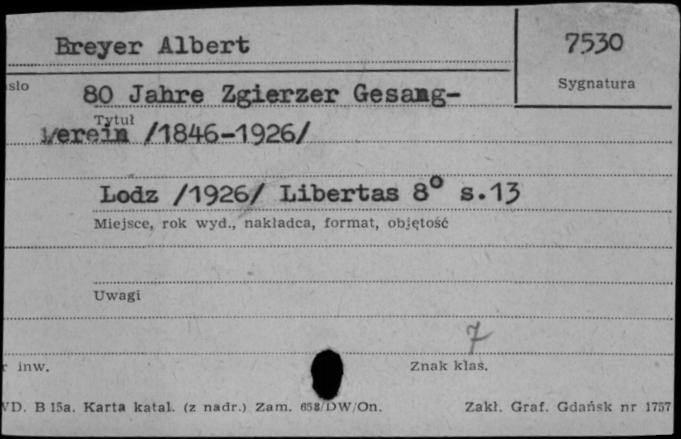 Breyer Albert
7530
Sygnatura
80 Jahre Zgierzer Gesang-
Tytuł
verein /1846-1926/
Lodz /1926/ Libertas 8° s.13
Miejsce, rok wyd., nakładca, format, objętość
Uwagi
7
inw.
Znak klas.
B 15a. Karta katal. (z nadr.) Zam. 658/DW/On.
Zakł. Graf. Gdańsk nr 1757